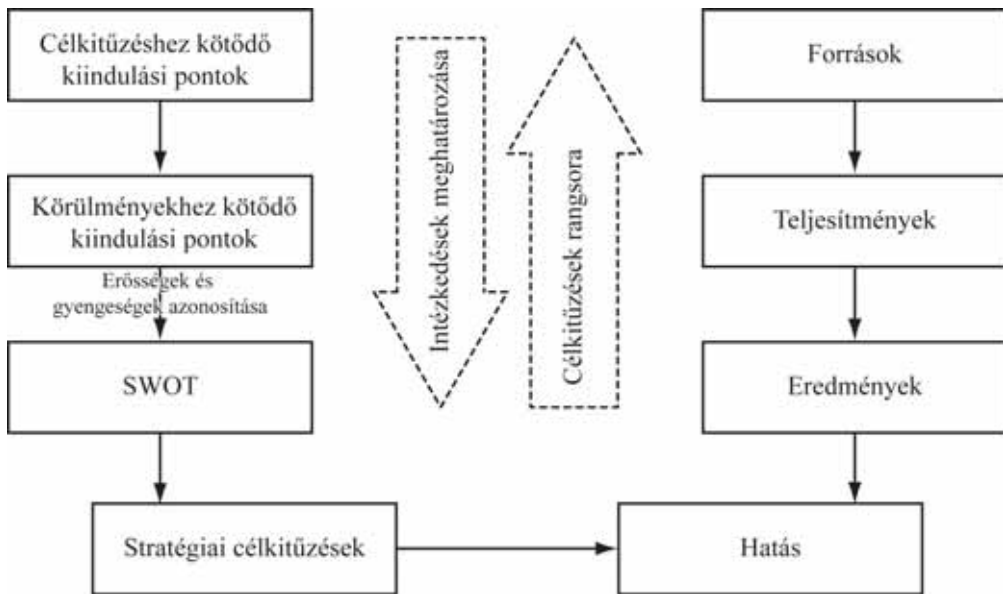 Célkitűzéshez kötődő
kiindulási pontok
Körülményekhez kötődő
kiindulási pontok
Erősségek és
gyengeségek azonosítása
SWOT
Stratégiai célkitűzések
Intézkedések meghatározása
Célkitűzések rangsora
Források
Teljesítmények
Eredmények
Hatás